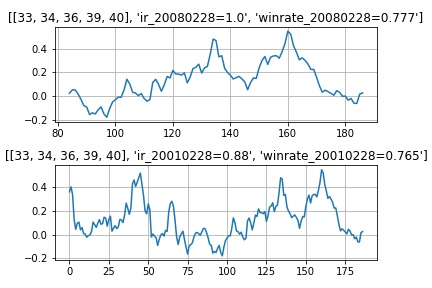 [[33, 34, 36, 39, 40], 'ir_20080228=1.0', 'winrate_20080228=0.777']
0.4
0.2
0.0
−0.2
80 100 120 140 160 180
[[33, 34, 36, 39, 40], 'ir_20010228=0.88', 'winrate_20010228=0.765']
0.4
0.2
0.0
−0.2
0 25 50 75 100 125 150 175